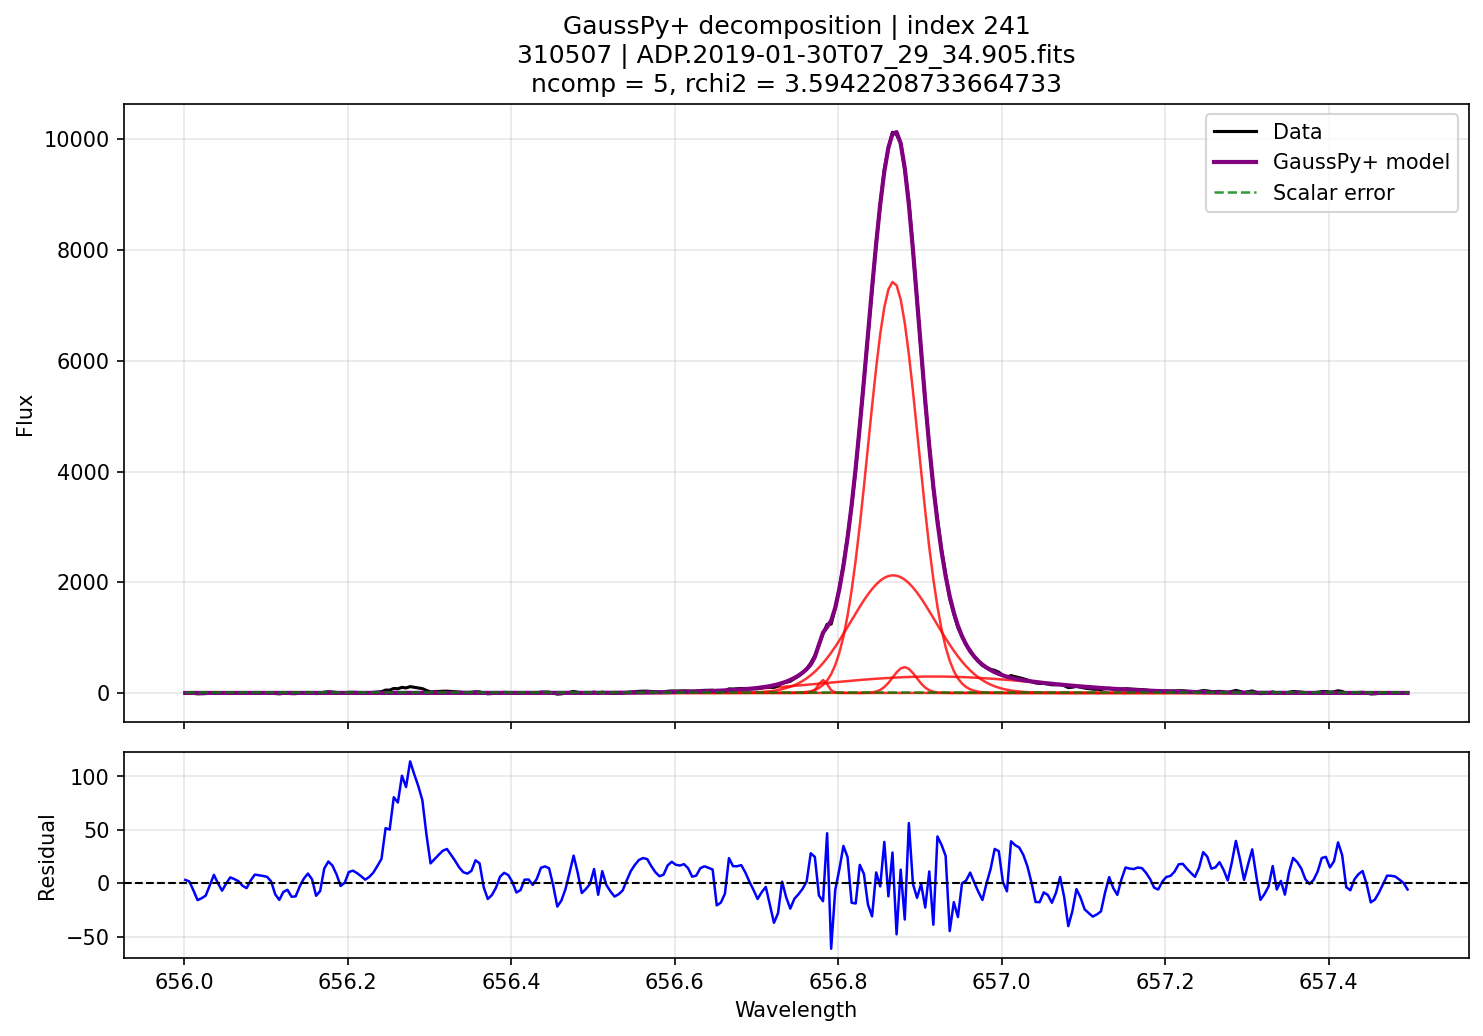 GaussPy+ decomposition | index 241
310507 | ADP.2019-01-30T07_29_34.905.fits
ncomp = 5, rchi2 = 3.5942208733664733
Data
GaussPy+ model
Scalar error
10000
8000
6000
4000
2000
0
Flux
100
50
0
−50
Residual
656.0
656.2
656.4
656.6
656.8
657.0
657.2
657.4
Wavelength